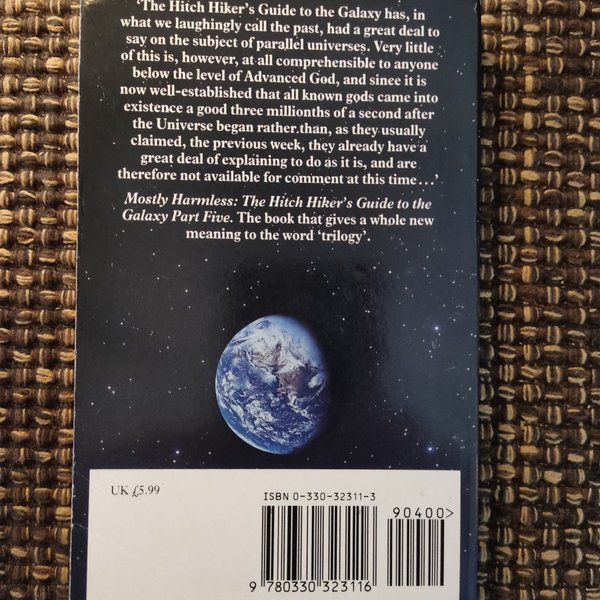 ‘The Hitch Hiker’s Guide to the Galaxy has, in
what we laughingly call the past, had a great deal to
say on the subject of parallel universes. Very little
of this is, however, at all comprehensible to anyone
below the level of Advanced God, and since it is
now well-established that all known gods came into
existence a good three millionths of a second after
the Universe began rather than, as they usually
claimed, the previous week, they already have a
great deal of explaining to do as it is, and are
therefore not available for comment at this time...’
Mostly Harmless: The Hitch Hiker’s Guide to the
Galaxy Part Five. The book that gives a whole new
meaning to the word ‘trilogy’.
UK £5.99
ISBN 0-330-32311-3
90400>
9 780330 323116